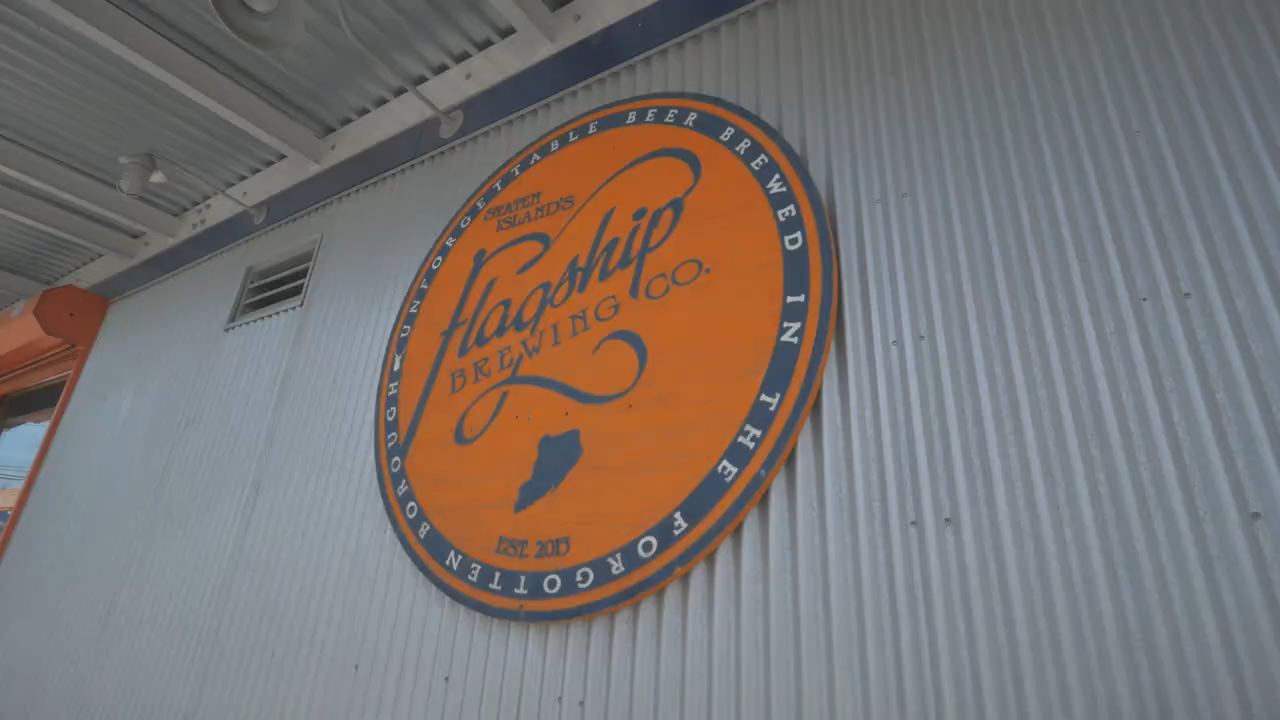 UNFORGETTABLE BEER BREWED IN THE FORGOTTEN BOROUGH
STATEN
ISLAND'S
Flagship
BREWING CO.
EST. 2013